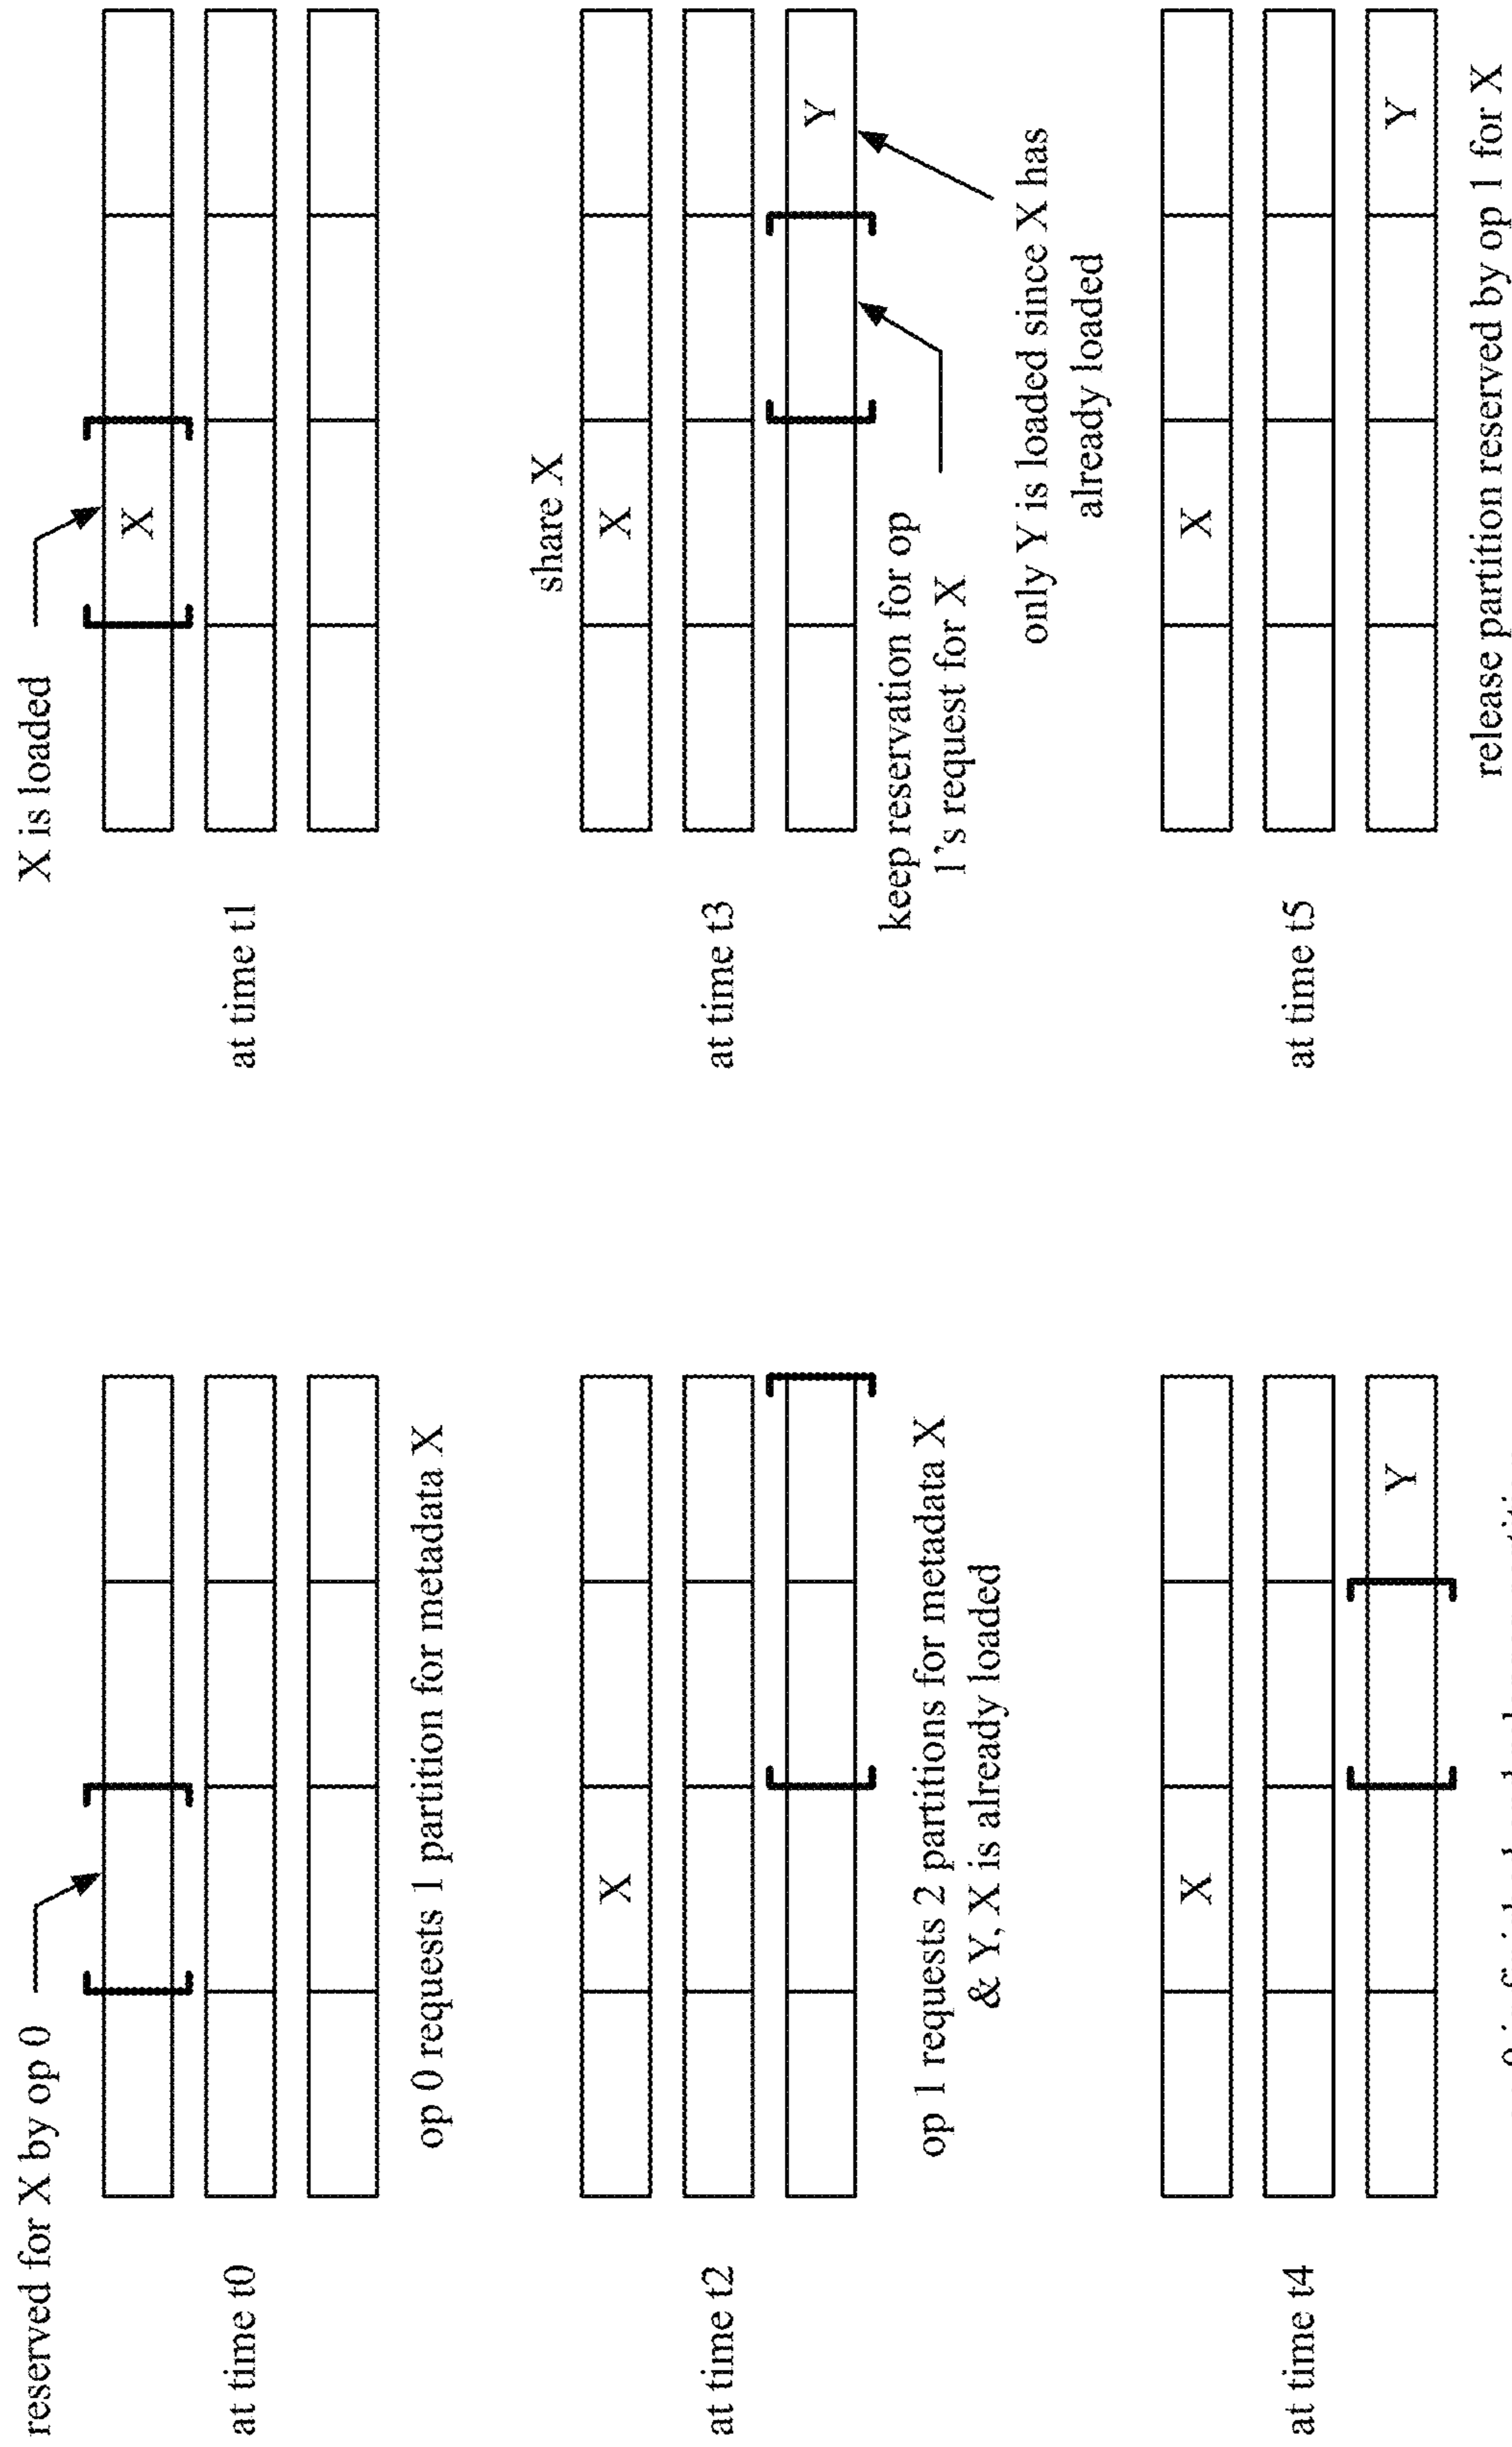 reserved for X by op 0
at time t0
op 0 requests 1 partition for metadata X
X is loaded
X
at time t1
X
at time t2
op 1 requests 2 partitions for metadata X
& Y, X is already loaded
share X
X
Y
at time t3
keep reservation for op
1's request for X
only Y is loaded since X has
already loaded
X
Y
at time t4
X
Y
at time t5
release partition reserved by op 1 for X